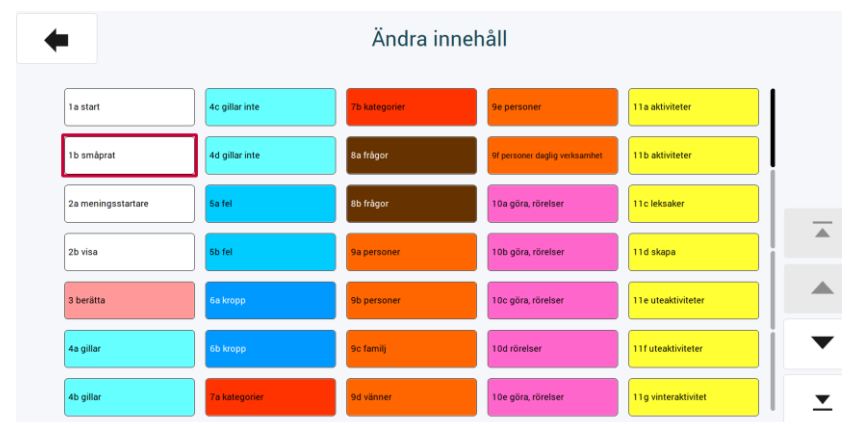 Ändra innehåll
1a start
4c gillar inte
7b kategorier
9e personer
11a aktiviteter
1b småprat
4d gillar inte
8a frågor
9f personer daglig verksamhet
11b aktiviteter
2a meningsstartare
5a fel
8b frågor
10a göra, rörelser
11c leksaker
2b visa
5b fel
9a personer
10b göra, rörelser
11d skapa
3 berätta
6a kropp
9b personer
10c göra, rörelser
11e uteaktiviteter
4a gillar
6b kropp
9c familj
10d rörelser
11f uteaktiviteter
4b gillar
7a kategorier
9d vänner
10e göra, rörelser
11g vinteraktivitet